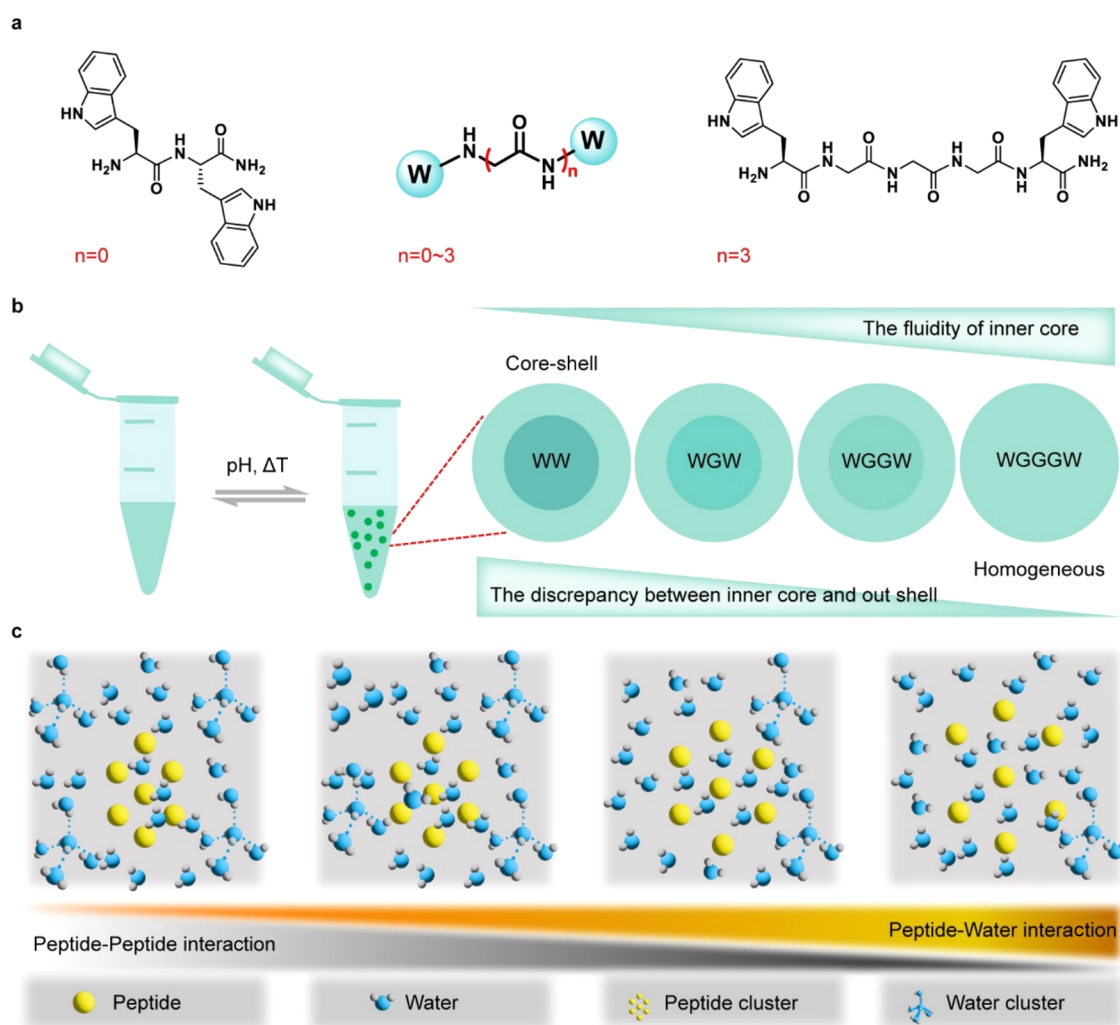 a
HN
H₂N
O
H
N
O
NH₂
NH
n=0
W
H
N
O
N
H
n
W
n=0~3
HN
H₂N
O
H
N
O
N
H
O
H
N
O
N
H
O
NH₂
NH
n=3
b
The fluidity of inner core
Core-shell
pH, ΔT
WW
WGW
WGGW
WGGGW
Homogeneous
The discrepancy between inner core and out shell
c
Peptide-Peptide interaction
Peptide-Water interaction
Peptide
Water
Peptide cluster
Water cluster